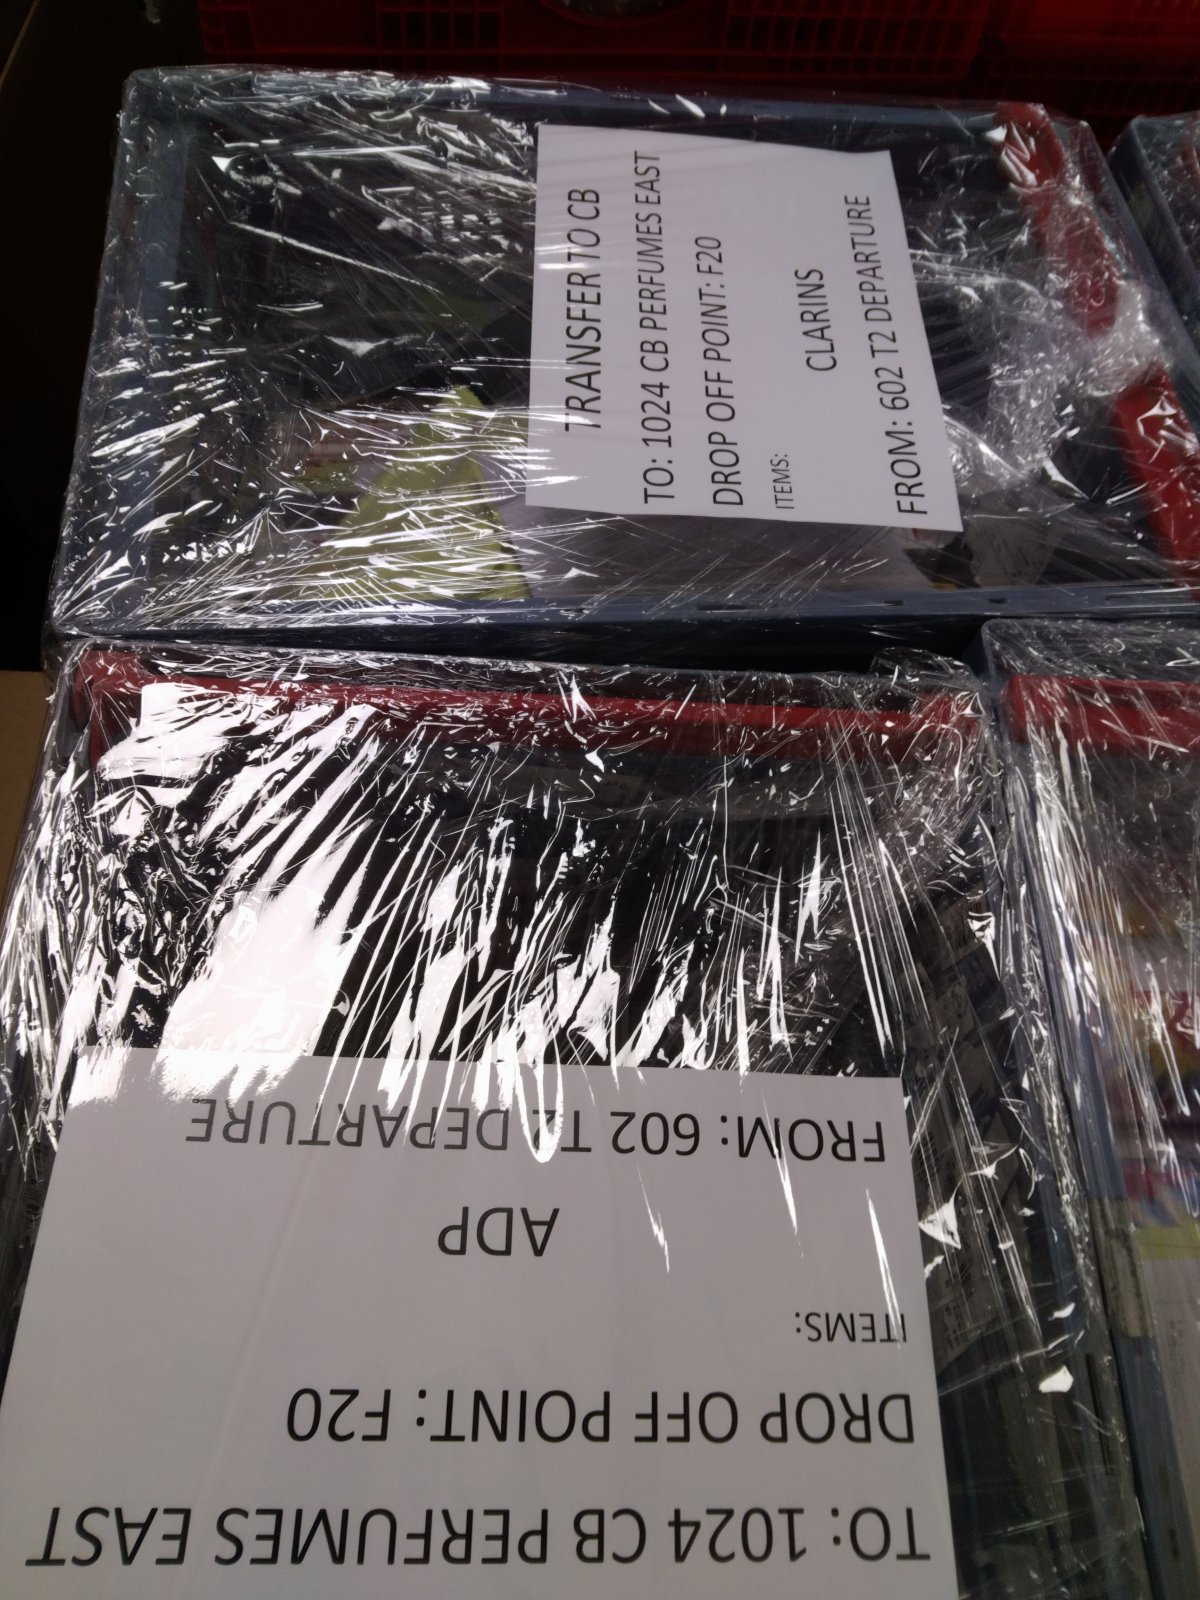 TRANSFER TO CB
TO: 1024 CB PERFUMES EAST
DROP OFF POINT: F20
ITEMS:
CLARINS
FROM: 602 T2 DEPARTURE
TO: 1024 CB PERFUMES EAST
DROP OFF POINT: F20
ITEMS:
ADP
FROM: 602 T2 DEPARTURE